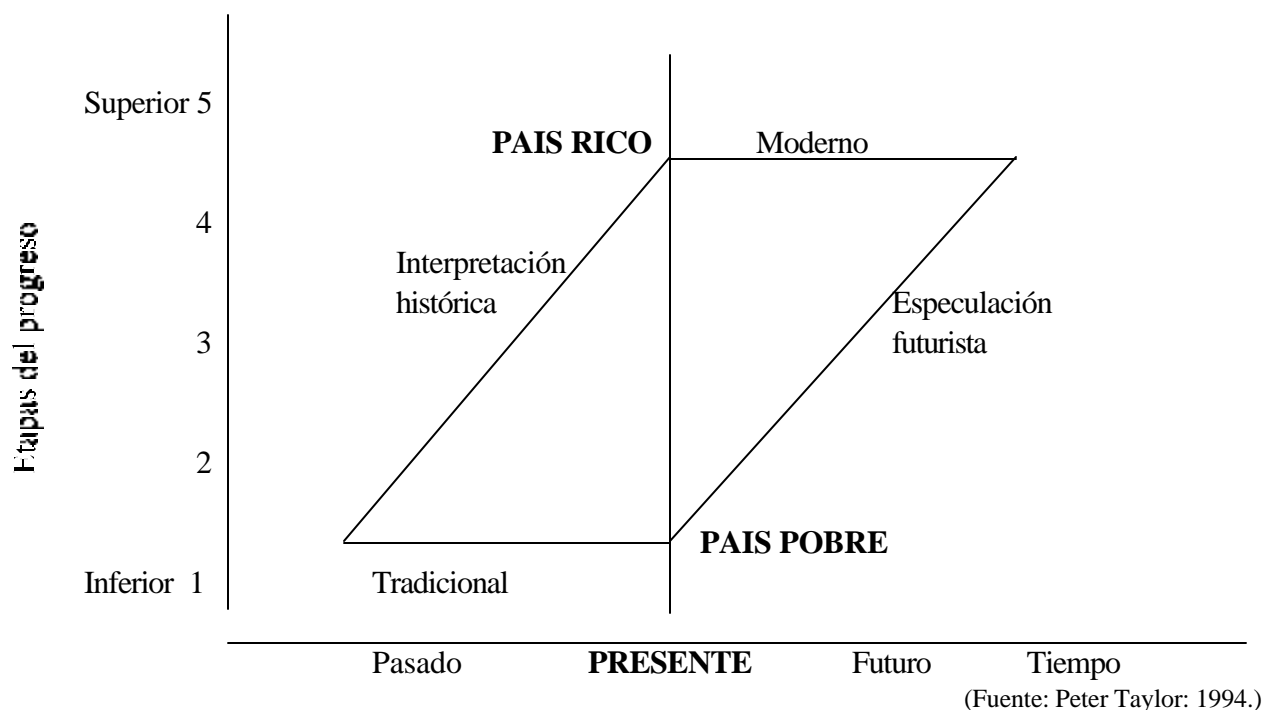 Superior 5
PAIS RICO
Moderno
4
Interpretación
histórica
Especulación
futurista
Etapas del progreso
3
2
PAIS POBRE
Inferior 1
Tradicional
Pasado
PRESENTE
Futuro
Tiempo
(Fuente: Peter Taylor: 1994.)